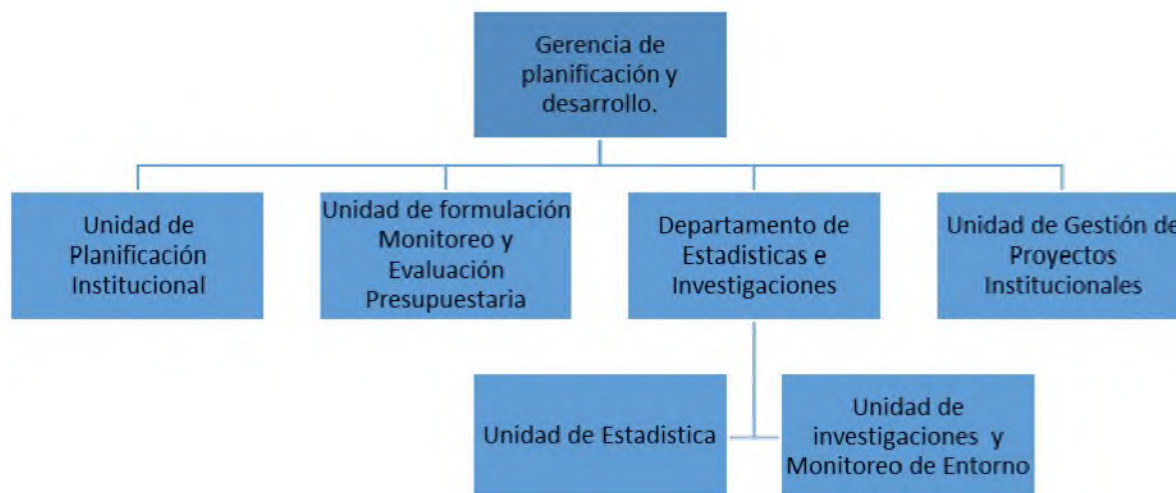 Gerencia de
planificación y
desarrollo.
Unidad de
Planificación
Institucional
Unidad de formulación
Monitoreo y
Evaluación
Presupuestaria
Departamento de
Estadisticas e
Investigaciones
Unidad de Gestión de
Proyectos
Institucionales
Unidad de Estadistica
Unidad de
investigaciones y
Monitoreo de Entorno